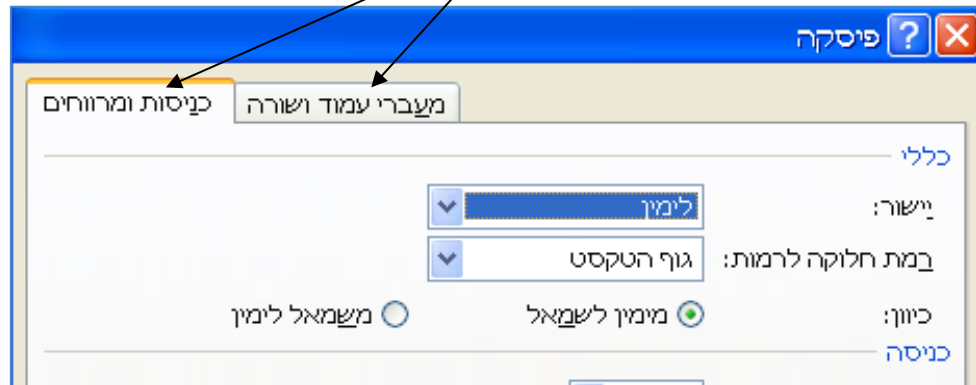 פיסקה
כניסות ומרווחים מעברי עמוד ושורה
כללי
יישור: לימין
רמת חלוקה לרמות: גוף הטקסט
כיוון: מימין לשמאל משמאל לימין
כניסה